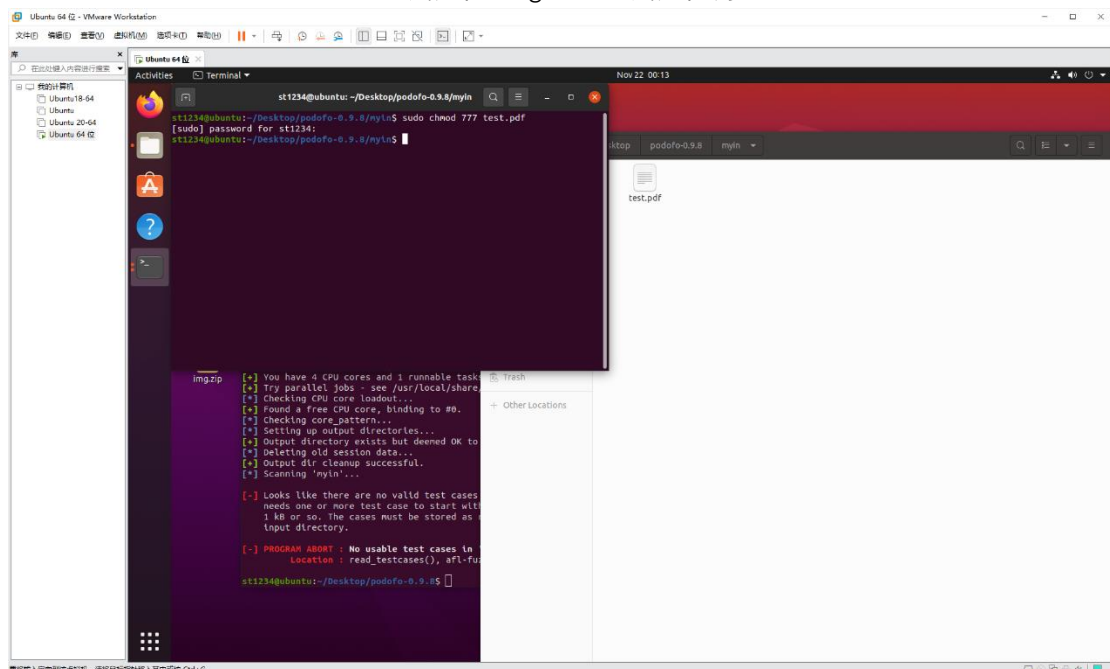 Ubuntu 64 位 - VMware Workstation
文件(F) 编辑(E) 查看(V) 虚拟机(M) 选项卡(T) 帮助(H)
库
在此处键入内容进行搜索
我的计算机
Ubuntu18-64
Ubuntu
Ubuntu 20-64
Ubuntu 64 位
Ubuntu 64 位
Activities
Terminal
Nov 22 00:13
st1234@ubuntu: ~/Desktop/podofo-0.9.8/myin
st1234@ubuntu:~/Desktop/podofo-0.9.8/myin$ sudo chmod 777 test.pdf
[sudo] password for st1234:
st1234@ubuntu:~/Desktop/podofo-0.9.8/myin$
podofo-0.9.8
myin
test.pdf
img.zip
[+] You have 4 CPU cores and 1 runnable task
[+] Try parallel jobs - see /usr/local/share
[*] Checking CPU core loadout...
[+] Found a free CPU core, binding to #0.
[*] Checking core_pattern...
[*] Setting up output directories...
[+] Output directory exists but deemed OK to
[*] Deleting old session data...
[+] Output dir cleanup successful.
[*] Scanning 'myin'...
[-] Looks like there are no valid test cases
needs one or more test case to start with
1 kB or so. The cases must be stored as
input directory.
[-] PROGRAM ABORT : No usable test cases in
Location : read_testcases(), afl-fu
st1234@ubuntu:~/Desktop/podofo-0.9.8$
Trash
+ Other Locations